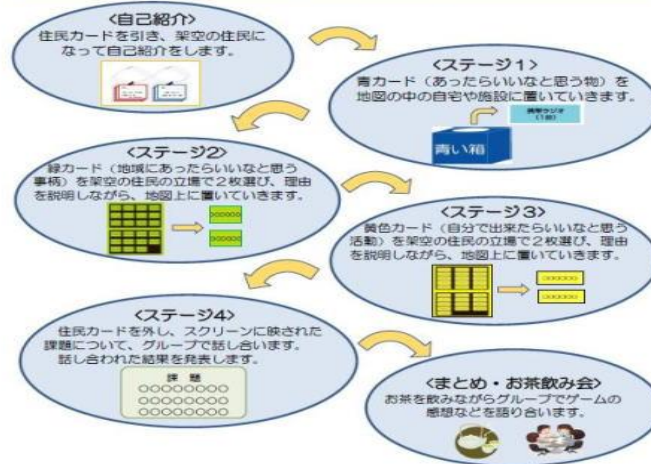 <自己紹介>
住民カードを引き、架空の住民に
なって自己紹介をします。
<ステージ1>
青カード（あったらいいなと思う物）を
地図の中の自宅や施設に置いていきます。
携帯ラジオ
（1台）
青い箱
<ステージ2>
緑カード（地域にあったらいいなと思う
事柄）を架空の住民の立場で2枚選び、理由
を説明しながら、地図上に置いていきます。
○○○○○○
○○○○○○
<ステージ3>
黄色カード（自分で出来たらいいなと思う
活動）を架空の住民の立場で2枚選び、理由
を説明しながら、地図上に置いていきます。
○○○○○○
○○○○○○
<ステージ4>
住民カードを外し、スクリーンに映された
課題について、グループで話し合います。
話し合われた結果を発表します。
課 題
○○○○○○○○
○○○○○○○○
○○○○○○○○
<まとめ・お茶飲み会>
お茶を飲みながらグループでゲームの
感想などを語り合います。